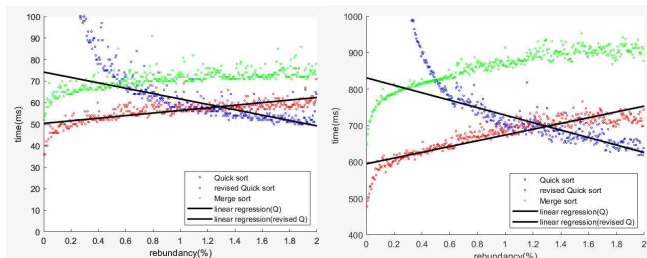 100
90
80
70
60
50
40
30
20
10
0
time(ms)
0 0.2 0.4 0.6 0.8 1 1.2 1.4 1.6 1.8 2
rebundancy(%)
Quick sort
revised Quick sort
Merge sort
linear regression(Q)
linear regression(revised Q)
1000
900
800
700
600
500
400
time(ms)
0 0.2 0.4 0.6 0.8 1 1.2 1.4 1.6 1.8 2
rebundancy(%)
Quick sort
revised Quick sort
Merge sort
linear regression(Q)
linear regression(revised Q)